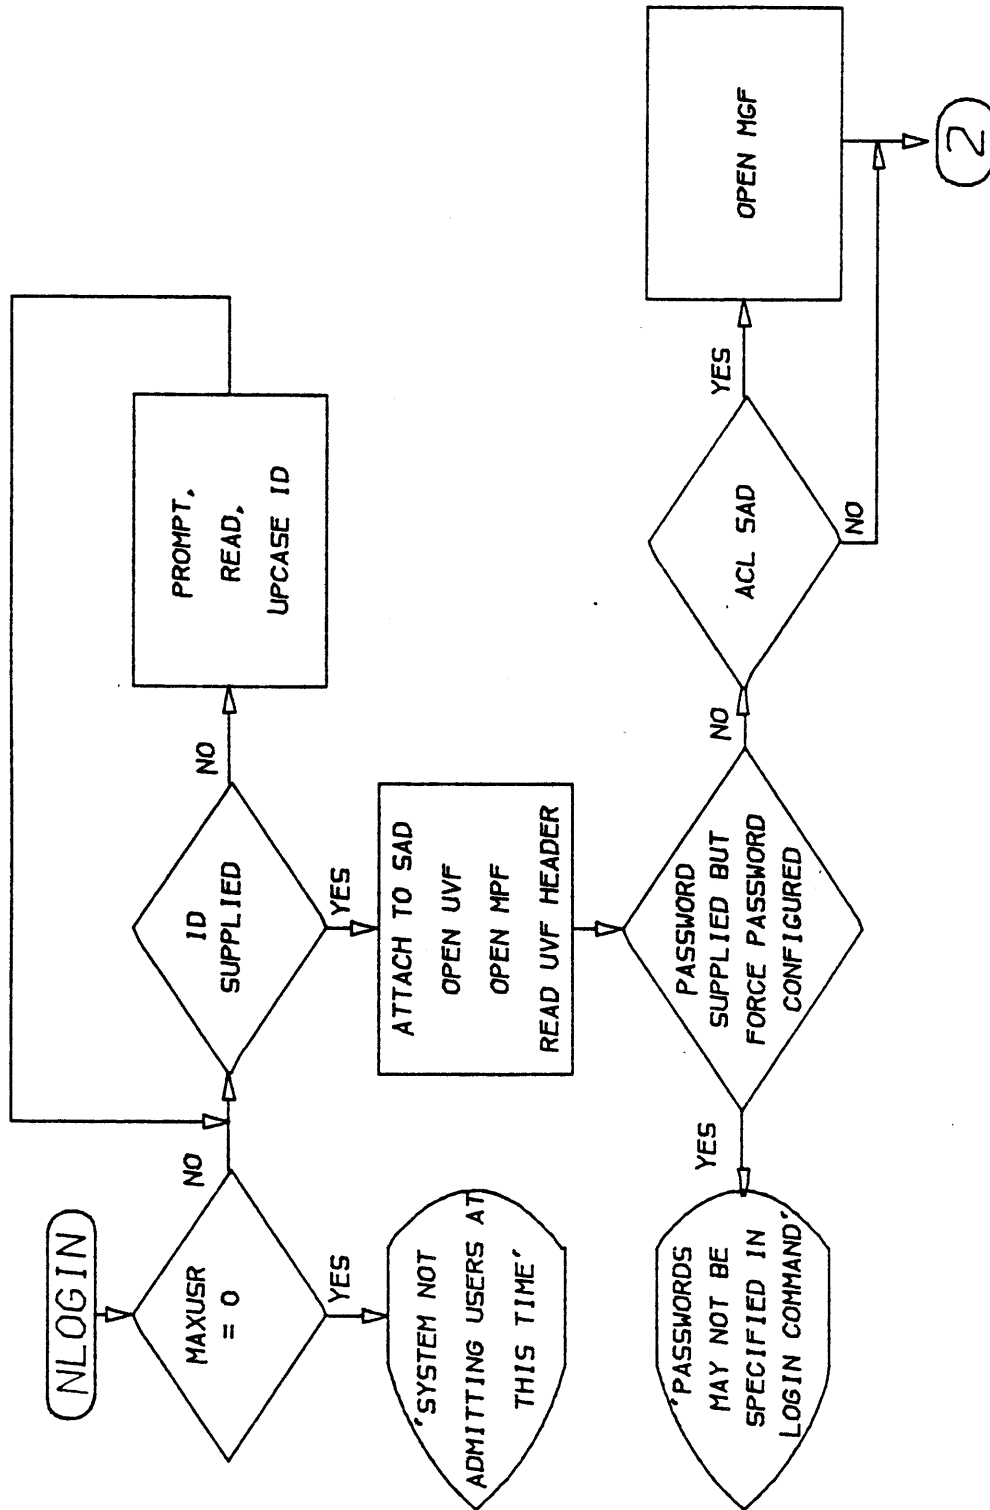 NLOGIN
MAXUSR
= 0
NO
YES
'SYSTEM NOT
ADMITTING USERS AT
THIS TIME'
ID
SUPPLIED
NO
YES
PROMPT,
READ,
UPCASE ID
ATTACH TO SAD
OPEN UVF
OPEN MPF
READ UVF HEADER
PASSWORD
SUPPLIED BUT
FORCE PASSWORD
CONFIGURED
YES
NO
'PASSWORDS
MAY NOT BE
SPECIFIED IN
LOGIN COMMAND'
ACL SAD
YES
NO
OPEN MGF
2